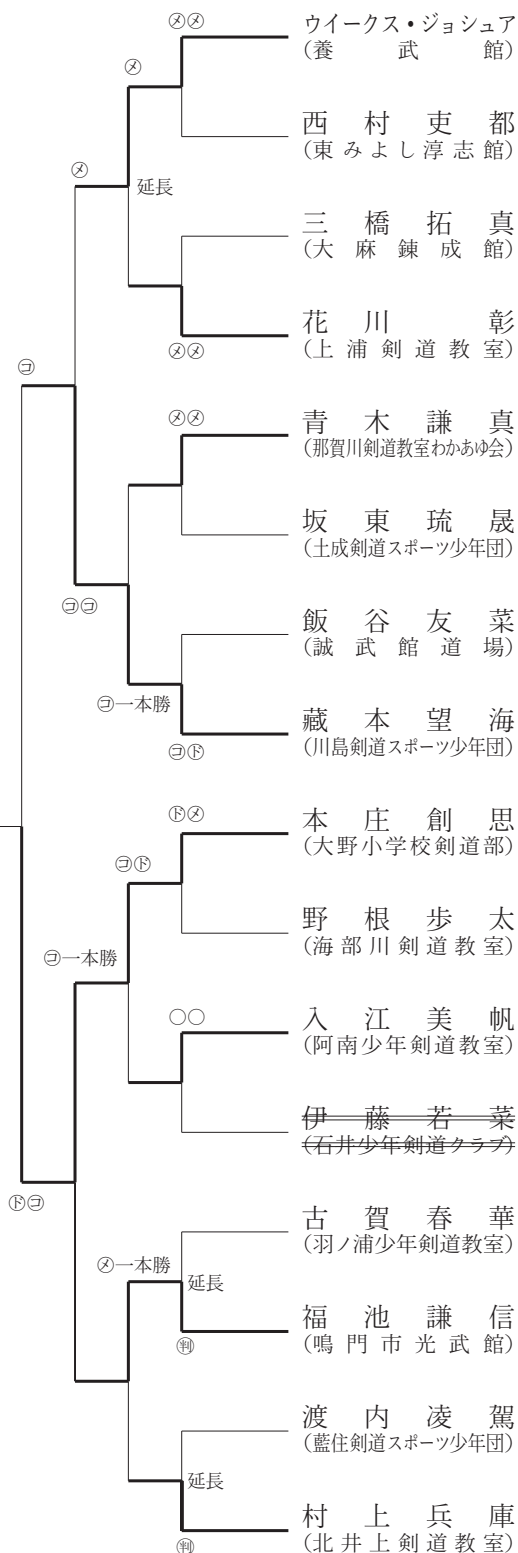 ㋱㋱
ウイークス・ジョシュア
(養武館)
㋱
西村吏都
(東みよし淳志館)
㋱
延長
三橋拓真
(大麻錬成館)
花川彰
(上浦剣道教室)
㋱㋱
㋙
㋱㋱
青木謙真
(那賀川剣道教室わかあゆ会)
坂東琉晟
(土成剣道スポーツ少年団)
㋙㋙
飯谷友菜
(誠武館道場)
㋙一本勝
藏本望海
(川島剣道スポーツ少年団)
㋙㋣
㋣㋱
本庄創思
(大野小学校剣道部)
㋙㋣
野根歩太
(海部川剣道教室)
㋙一本勝
○○
入江美帆
(阿南少年剣道教室)
伊藤若菜
(石井少年剣道クラブ)
㋣㋙
古賀春華
(羽ノ浦少年剣道教室)
㋱一本勝
延長
福池謙信
(鳴門市光武館)
㊒判
渡内凌駕
(藍住剣道スポーツ少年団)
延長
村上兵庫
(北井上剣道教室)
判